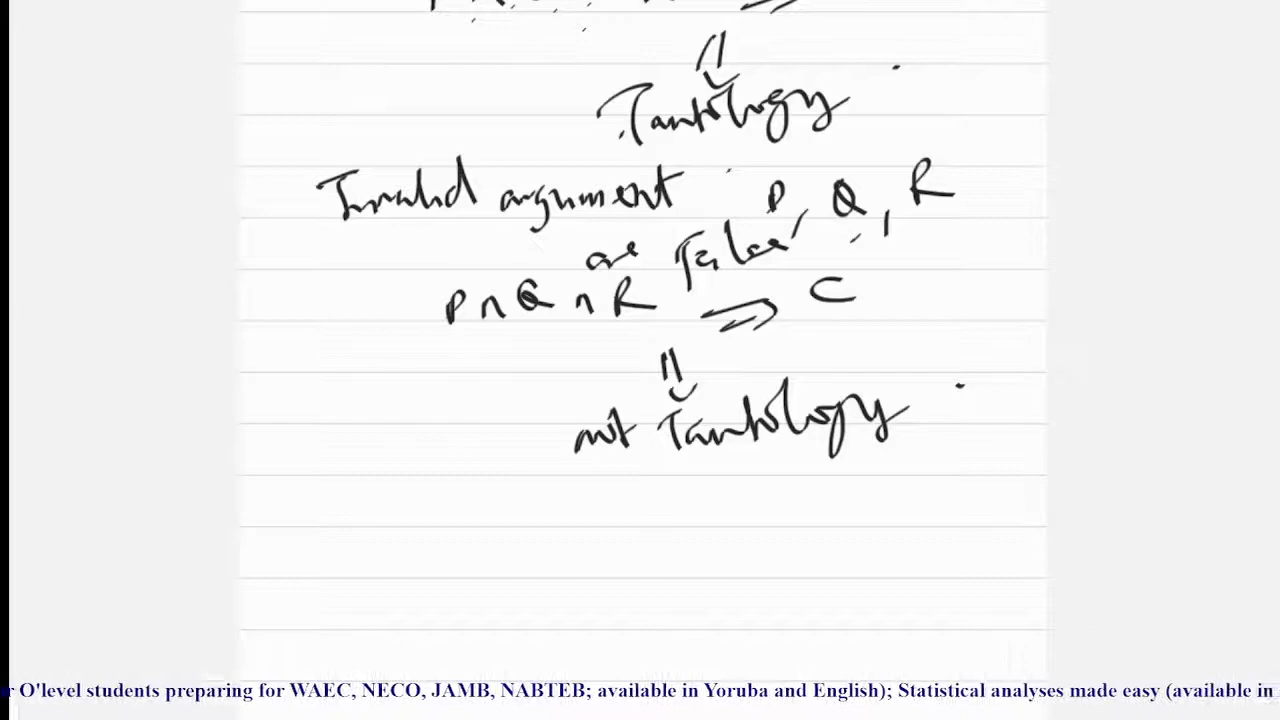 Tautology
Invalid argument P, Q, R
are False
P ∩ Q ∩ R ⟹ C
not Tautology
or O'level students preparing for WAEC, NECO, JAMB, NABTEB; available in Yoruba and English); Statistical analyses made easy (available in